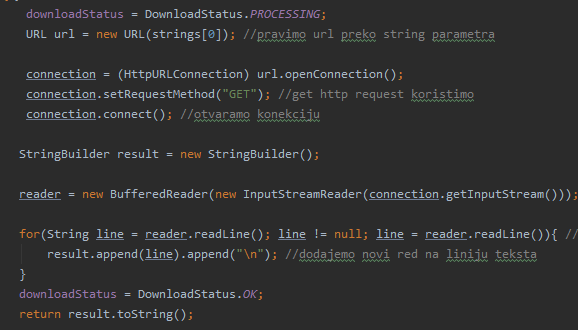 downloadStatus = DownloadStatus.PROCESSING;
URL url = new URL(strings[0]); //pravimo url preko string parametra
connection = (HttpURLConnection) url.openConnection();
connection.setRequestMethod("GET"); //get http request koristimo
connection.connect(); //otvaramo konekciju
StringBuilder result = new StringBuilder();
reader = new BufferedReader(new InputStreamReader(connection.getInputStream()));
for(String line = reader.readLine(); line != null; line = reader.readLine()){ //
result.append(line).append("\n"); //dodajemo novi red na liniju teksta
}
downloadStatus = DownloadStatus.OK;
return result.toString();